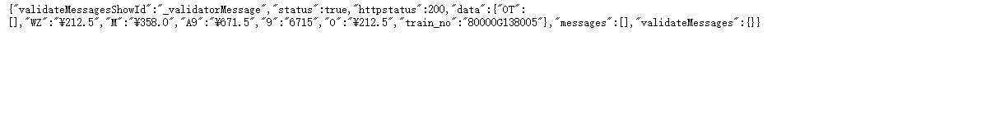 {"validateMessagesShowId":"_validatorMessage","status":true,"httpstatus":200,"data":{"OT":
[],"WZ":"¥212.5","M":"¥358.0","A9":"¥671.5","9":"6715","O":"¥212.5","train_no":"80000G138005"},"messages":[],"validateMessages":{}}